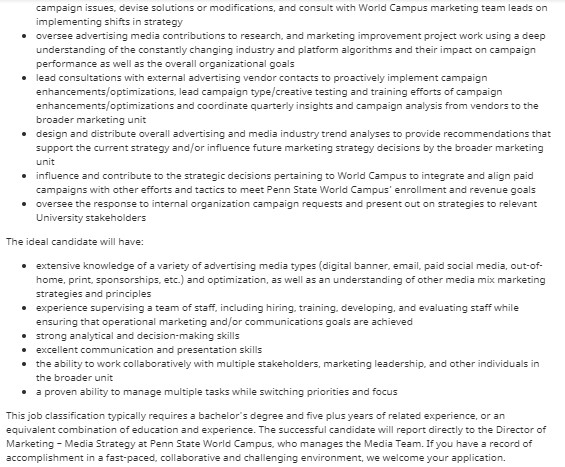 campaign issues, devise solutions or modifications, and consult with World Campus marketing team leads on
implementing shifts in strategy
• oversee advertising media contributions to research, and marketing improvement project work using a deep
understanding of the constantly changing industry and platform algorithms and their impact on campaign
performance as well as the overall organizational goals
• lead consultations with external advertising vendor contacts to proactively implement campaign
enhancements/optimizations, lead campaign type/creative testing and training efforts of campaign
enhancements/optimizations and coordinate quarterly insights and campaign analysis from vendors to the
broader marketing unit
• design and distribute overall advertising and media industry trend analyses to provide recommendations that
support the current strategy and/or influence future marketing strategy decisions by the broader marketing
unit
• influence and contribute to the strategic decisions pertaining to World Campus to integrate and align paid
campaigns with other efforts and tactics to meet Penn State World Campus' enrollment and revenue goals
• oversee the response to internal organization campaign requests and present out on strategies to relevant
University stakeholders
The ideal candidate will have:
• extensive knowledge of a variety of advertising media types (digital banner, email, paid social media, out-of-
home, print, sponsorships, etc.) and optimization, as well as an understanding of other media mix marketing
strategies and principles
• experience supervising a team of staff, including hiring, training, developing, and evaluating staff while
ensuring that operational marketing and/or communications goals are achieved
• strong analytical and decision-making skills
• excellent communication and presentation skills
• the ability to work collaboratively with multiple stakeholders, marketing leadership, and other individuals in
the broader unit
• a proven ability to manage multiple tasks while switching priorities and focus
This job classification typically requires a bachelor's degree and five plus years of related experience, or an
equivalent combination of education and experience. The successful candidate will report directly to the Director of
Marketing – Media Strategy at Penn State World Campus, who manages the Media Team. If you have a record of
accomplishment in a fast-paced, collaborative and challenging environment, we welcome your application.